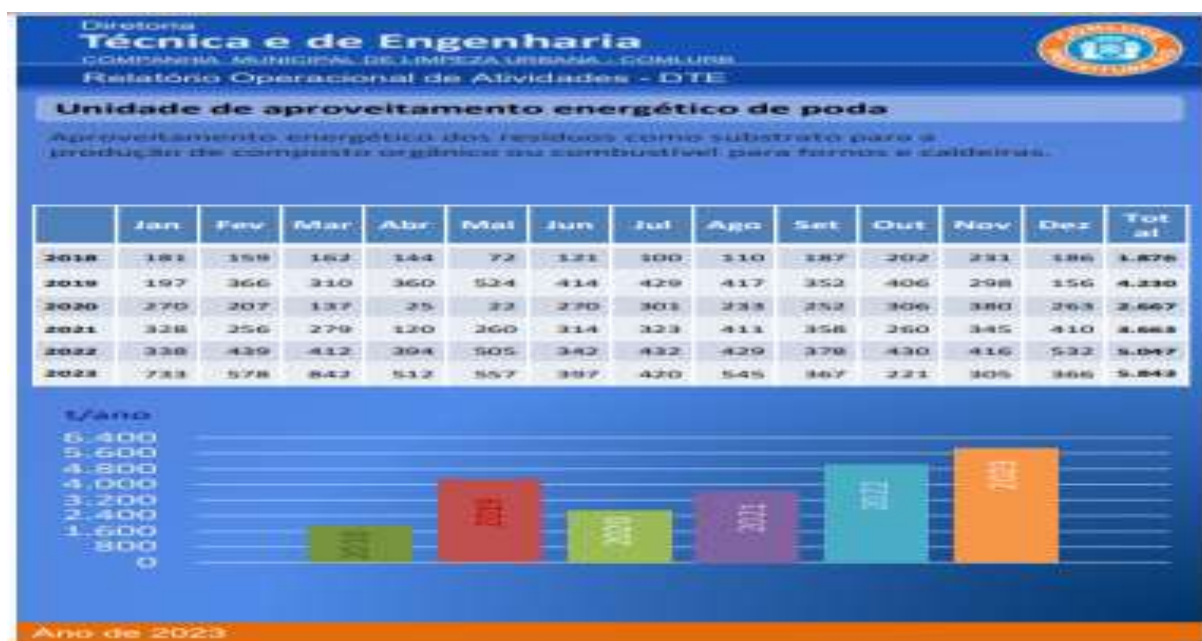 Diretoria
Técnica e de Engenharia
COMPANHIA MUNICIPAL DE LIMPEZA URBANA - COMLURB
Relatório Operacional de Atividades - DTE
COMLURB
PREFEITURA
Unidade de aproveitamento energético de poda
Aproveitamento energético dos resíduos como substrato para a
produção de composto orgânico ou combustível para fornos e caldeiras.
Jan Fev Mar Abr Mai Jun Jul Ago Set Out Nov Dez Tot
al
2018 181 159 162 144 72 121 100 110 187 202 231 186 1.876
2019 197 366 310 360 524 414 429 417 352 406 298 156 4.230
2020 270 207 137 25 22 270 301 233 252 306 380 263 2.667
2021 328 256 279 120 260 314 323 411 358 260 345 410 3.663
2022 338 439 412 394 505 342 432 429 378 430 416 532 5.047
2023 733 578 842 512 557 397 420 545 367 221 305 366 5.843
t/ano
6.400
5.600
4.800
4.000
3.200
2.400
1.600
800
0
2018
2019
2020
2021
2022
2023
Ano de 2023